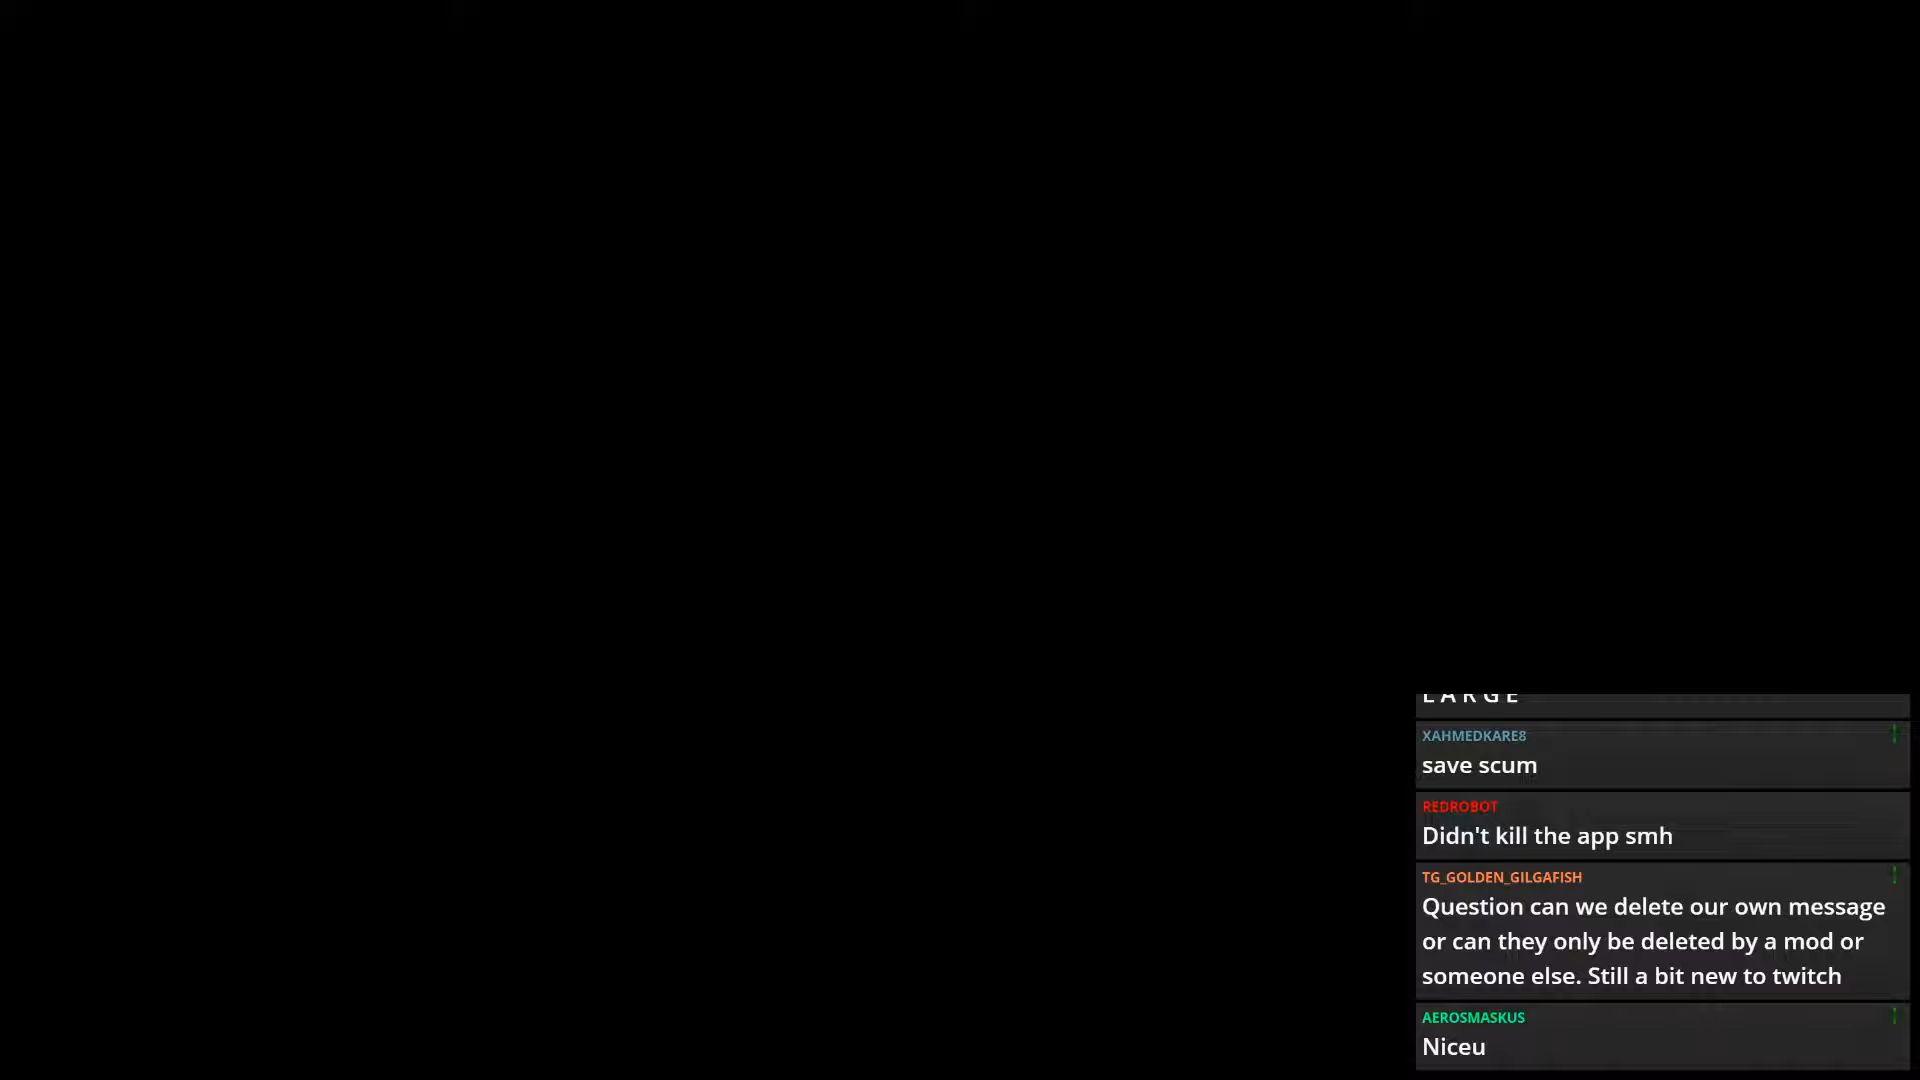 L A R G E
XAHMEDKARE8
save scum
REDROBOT
Didn't kill the app smh
TG_GOLDEN_GILGAFISH
Question can we delete our own message
or can they only be deleted by a mod or
someone else. Still a bit new to twitch
AEROSMASKUS
Niceu